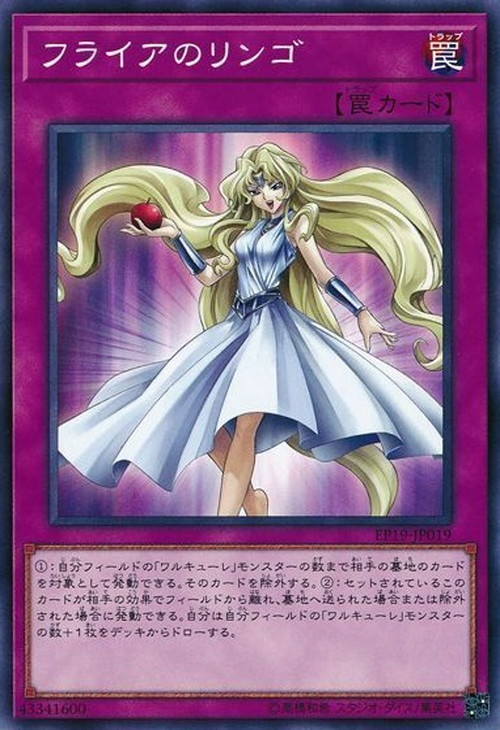 フライアのリンゴ
罠
トラップ
【罠カード】
トラップ
EP19-JP019
①:自分フィールドの「ワルキューレ」モンスターの数まで相手の墓地のカード
を対象として発動できる。そのカードを除外する。②:セットされているこの
カードが相手の効果でフィールドから離れ、墓地へ送られた場合または除外
された場合に発動できる。自分は自分フィールドの「ワルキューレ」モンスター
の数+1枚をデッキからドローする。
43341600
©高橋和希 スタジオ・ダイス/集英社